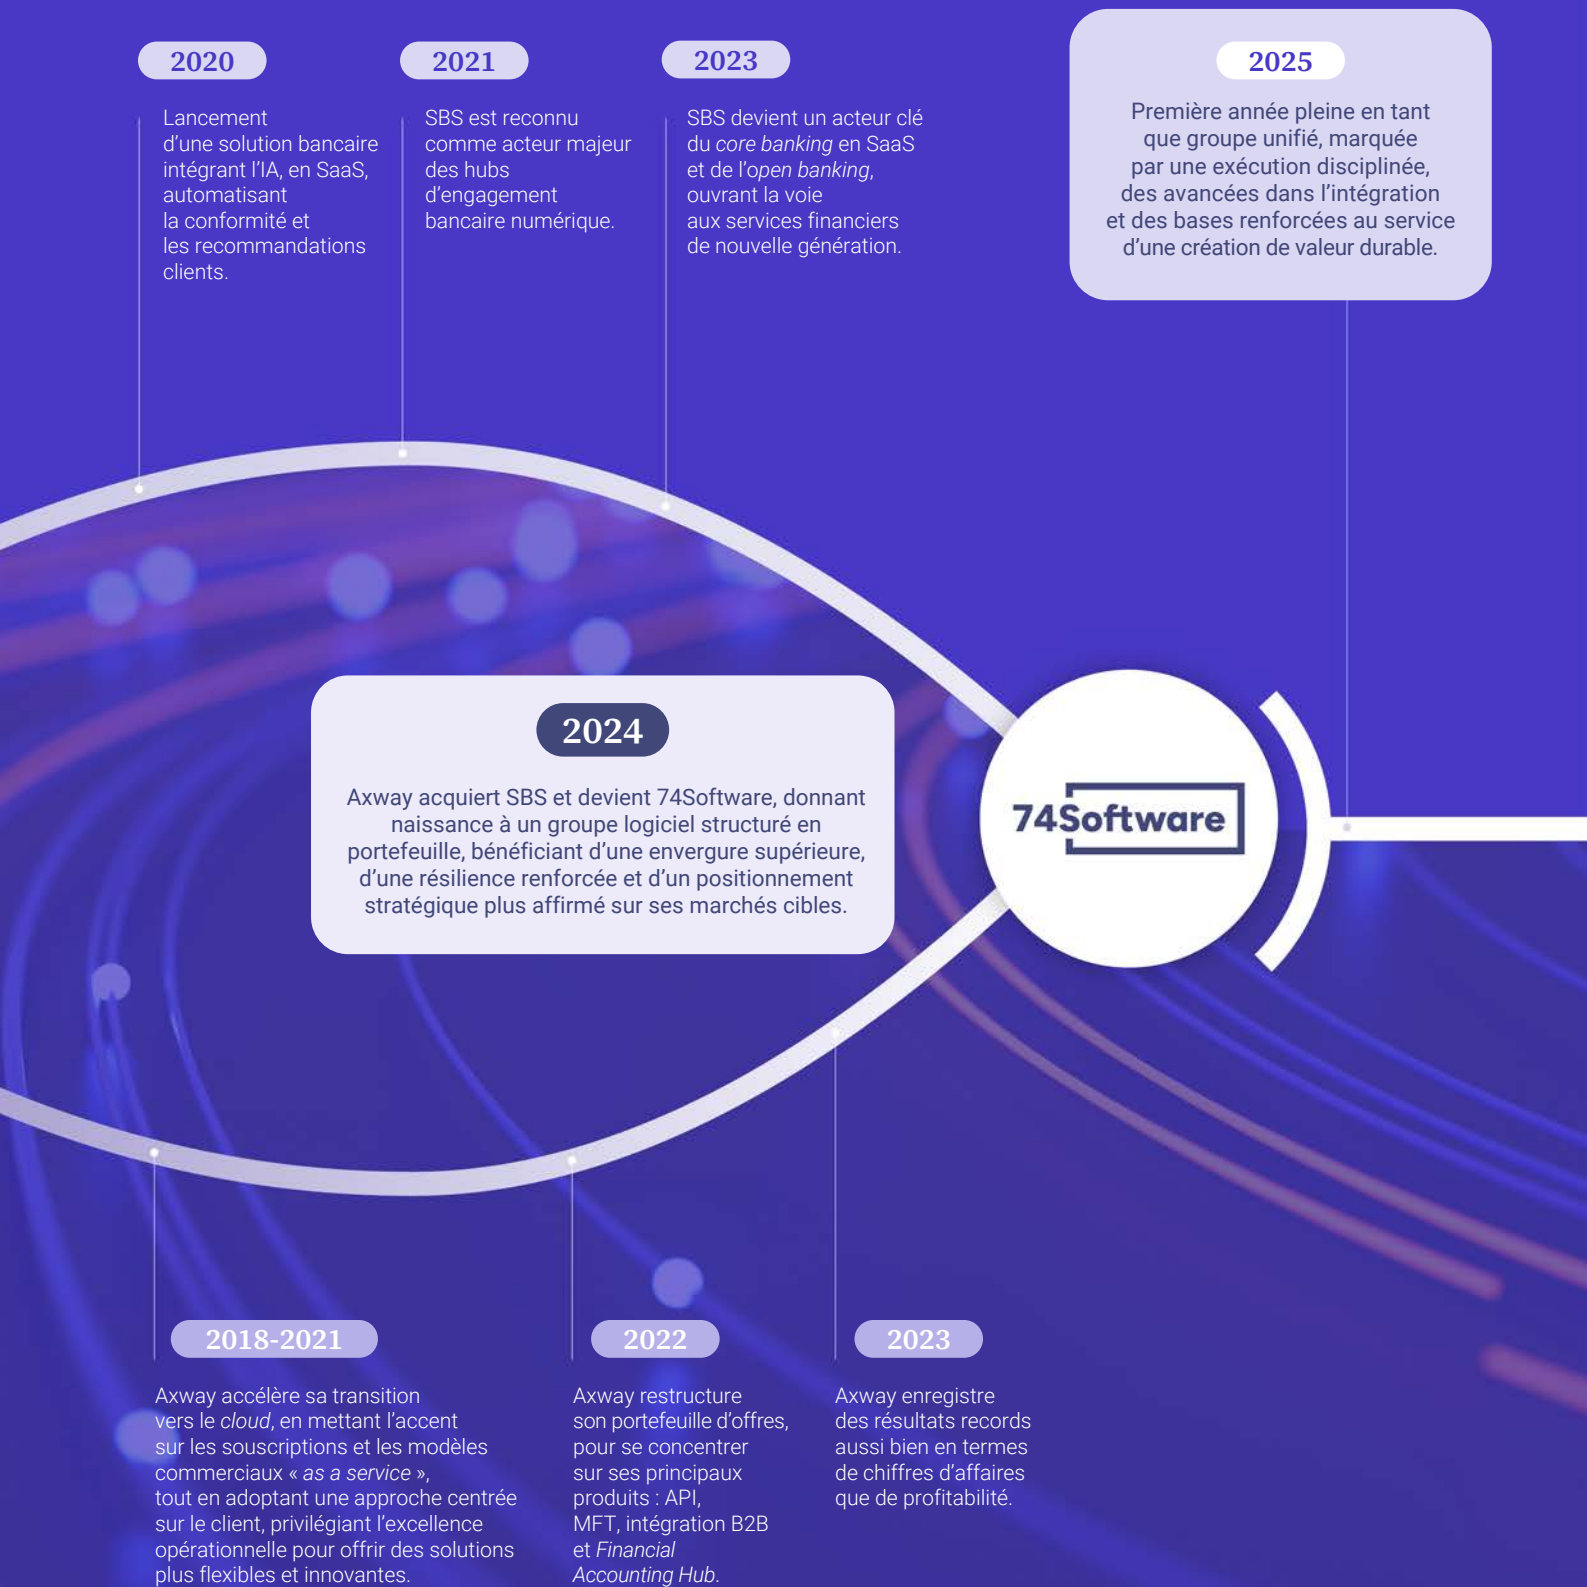 2020
Lancement
d'une solution bancaire
intégrant l'IA, en SaaS,
automatisant
la conformité et
les recommandations
clients.
2021
SBS est reconnu
comme acteur majeur
des hubs
d'engagement
bancaire numérique.
2023
SBS devient un acteur clé
du core banking en SaaS
et de l'open banking,
ouvrant la voie
aux services financiers
de nouvelle génération.
2025
Première année pleine en tant
que groupe unifié, marquée
par une exécution disciplinée,
des avancées dans l'intégration
et des bases renforcées au service
d'une création de valeur durable.
2024
Axway acquiert SBS et devient 74Software, donnant
naissance à un groupe logiciel structuré en
portefeuille, bénéficiant d'une envergure supérieure,
d'une résilience renforcée et d'un positionnement
stratégique plus affirmé sur ses marchés cibles.
74Software
2018-2021
Axway accélère sa transition
vers le cloud, en mettant l'accent
sur les souscriptions et les modèles
commerciaux « as a service »,
tout en adoptant une approche centrée
sur le client, privilégiant l'excellence
opérationnelle pour offrir des solutions
plus flexibles et innovantes.
2022
Axway restructure
son portefeuille d'offres,
pour se concentrer
sur ses principaux
produits : API,
MFT, intégration B2B
et Financial
Accounting Hub.
2023
Axway enregistre
des résultats records
aussi bien en termes
de chiffres d'affaires
que de profitabilité.